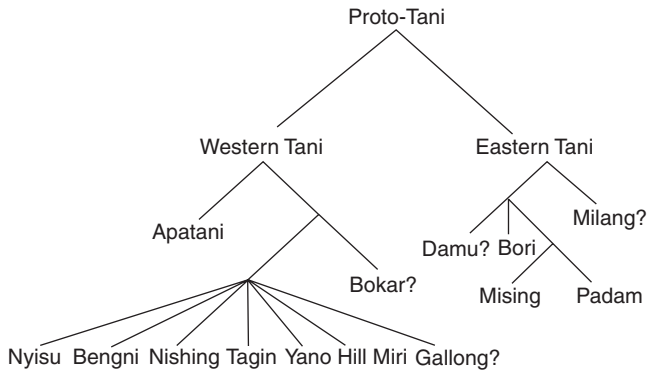 Proto-Tani
Western Tani
Eastern Tani
Apatani
Milang?
Damu? Bori
Bokar?
Mising
Padam
Nyisu Bengni Nishing Tagin Yano Hill Miri Gallong?